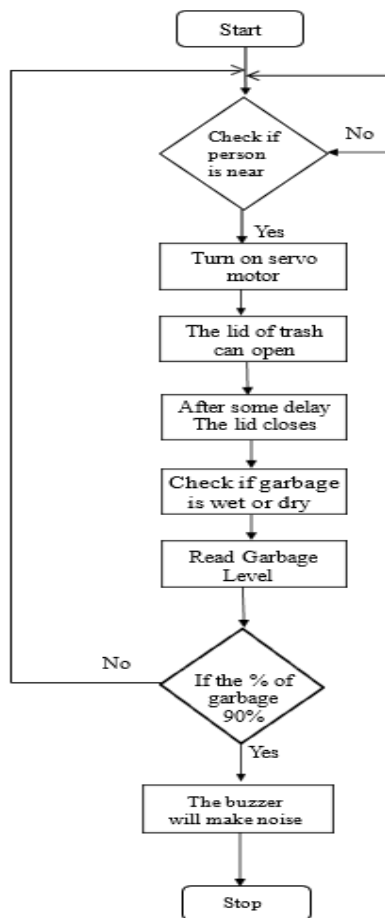 Start
Check if
person
is near
No
Yes
Turn on servo
motor
The lid of trash
can open
After some delay
The lid closes
Check if garbage
is wet or dry
Read Garbage
Level
No
If the % of
garbage
90%
Yes
The buzzer
will make noise
Stop